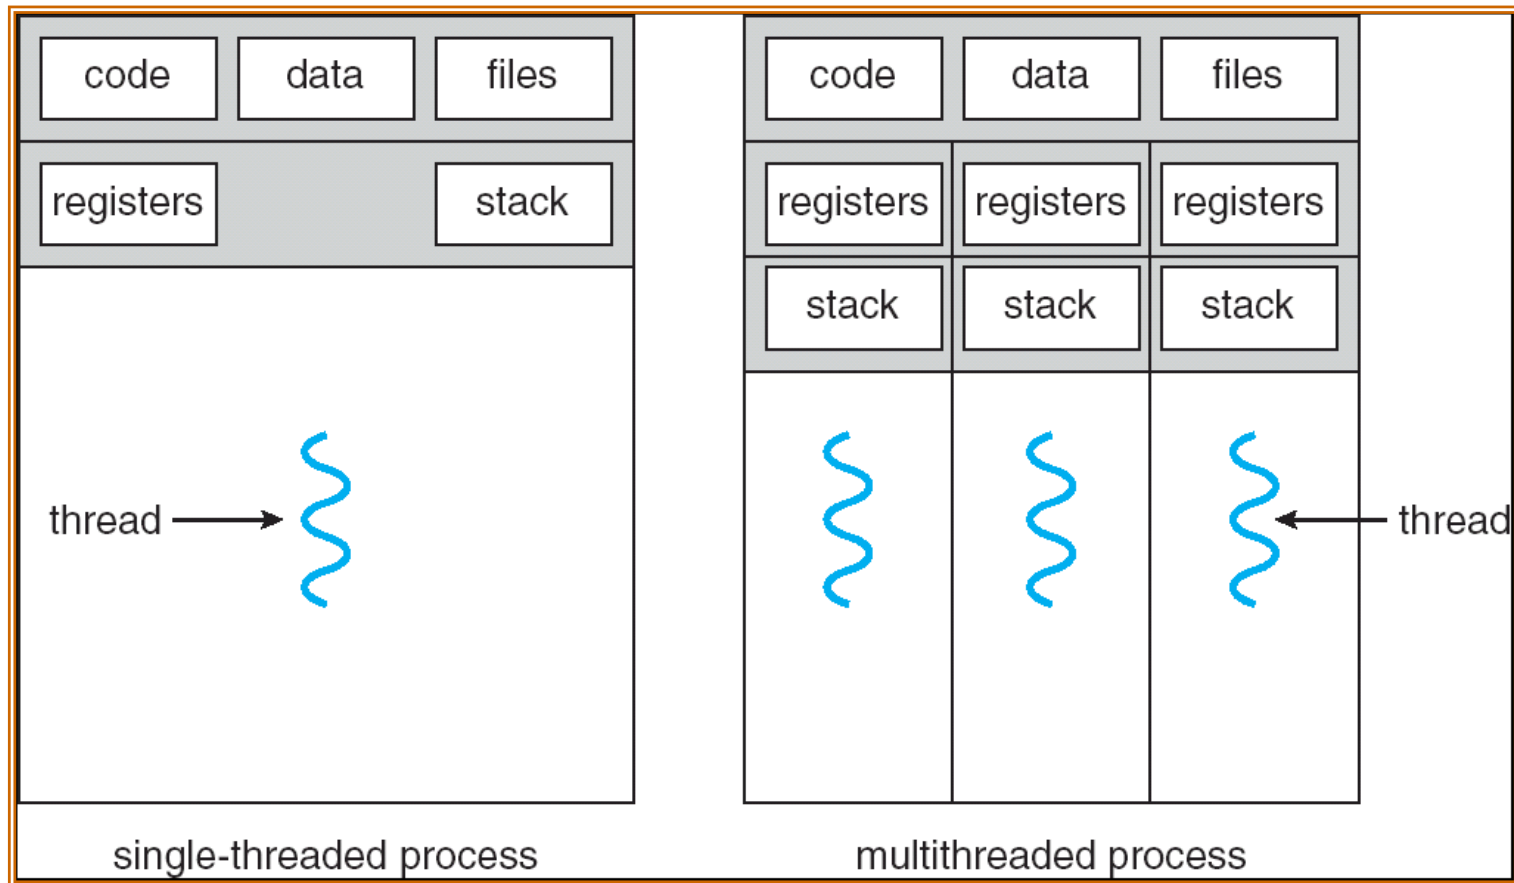 code data files
registers stack
thread
single-threaded process
code data files
registers registers registers
stack stack stack
thread
multithreaded process